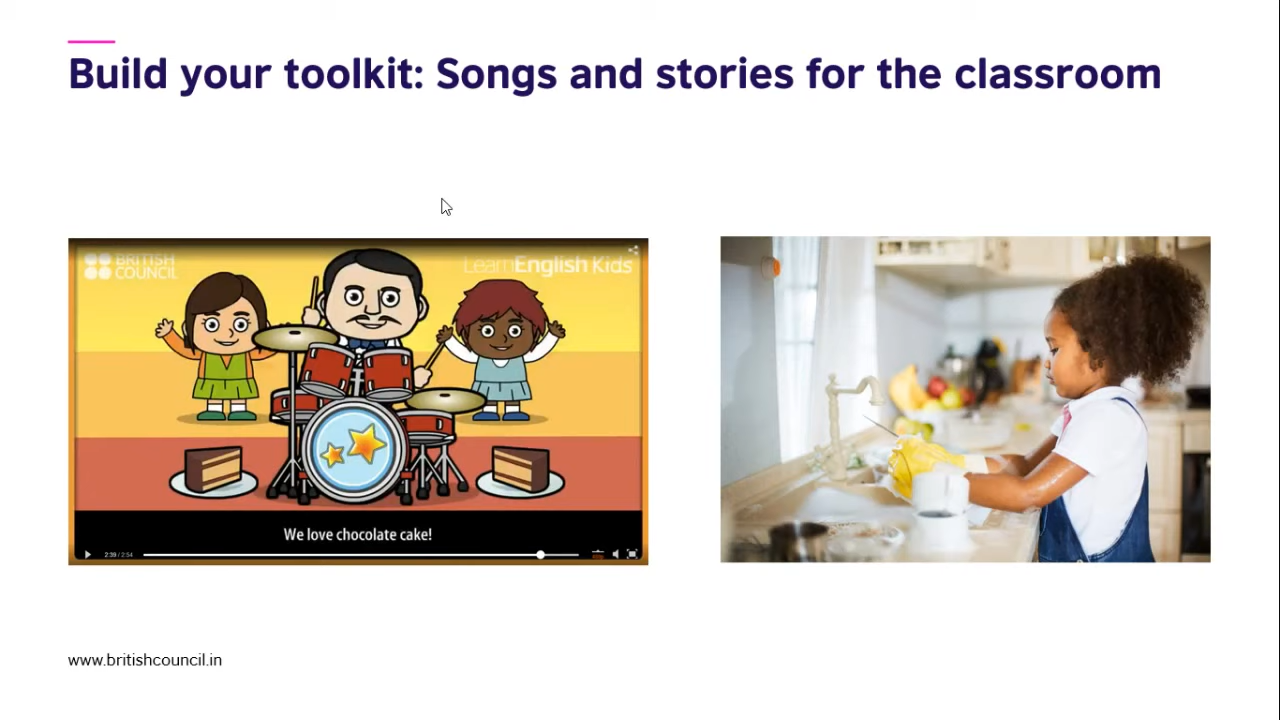 Build your toolkit: Songs and stories for the classroom
BRITISH
COUNCIL
LearnEnglish Kids
We love chocolate cake!
2:39 / 2:54
www.britishcouncil.in